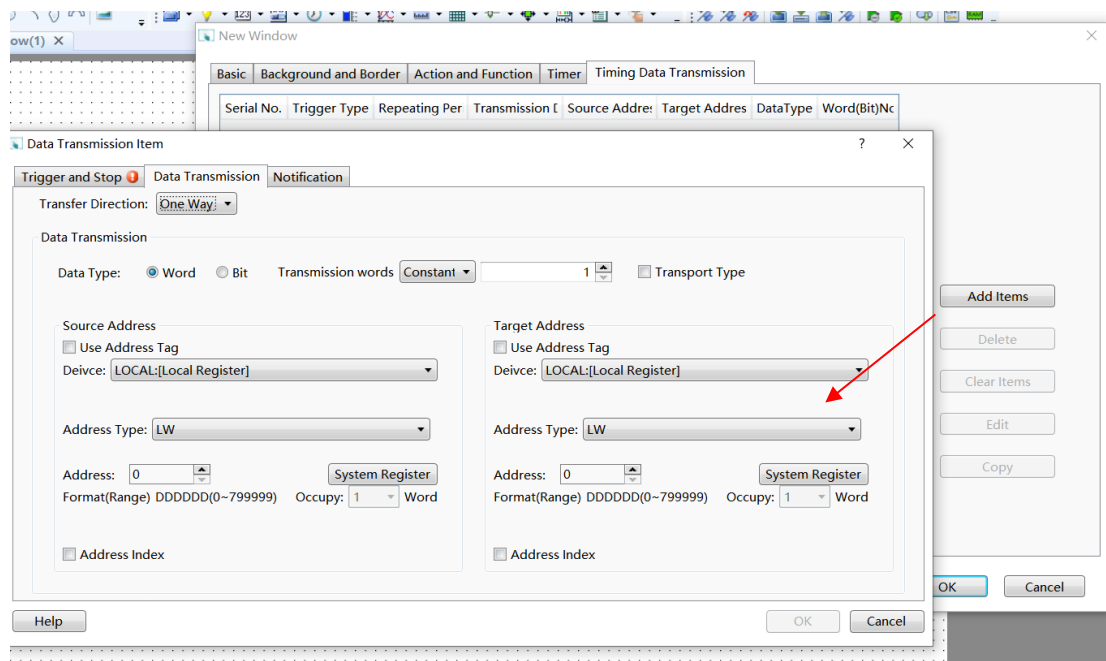 ow(1) X
New Window
Basic Background and Border Action and Function Timer Timing Data Transmission
Serial No. Trigger Type Repeating Per Transmission D Source Addres Target Addres DataType Word(Bit)No
Data Transmission Item ?
Trigger and Stop Data Transmission Notification
Transfer Direction: One Way
Data Transmission
Data Type: Word Bit Transmission words Constant 1 Transport Type
Add Items
Delete
Clear Items
Edit
Copy
Source Address
Use Address Tag
Deivce: LOCAL:[Local Register]
Address Type: LW
Address: 0 System Register
Format(Range) DDDDDD(0~799999) Occupy: 1 Word
Address Index
Target Address
Use Address Tag
Deivce: LOCAL:[Local Register]
Address Type: LW
Address: 0 System Register
Format(Range) DDDDDD(0~799999) Occupy: 1 Word
Address Index
OK Cancel
Help OK Cancel